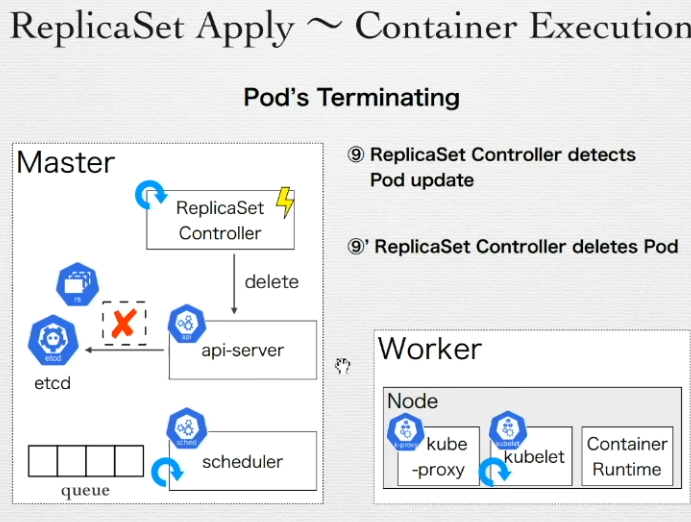 ReplicaSet Apply ～ Container Execution
Pod's Terminating
Master
ReplicaSet
Controller
delete
rs
etcd
etcd
api
api-server
sched
scheduler
queue
⑨ ReplicaSet Controller detects
Pod update
⑨' ReplicaSet Controller deletes Pod
Worker
Node
k-proxy
kube
-proxy
kubelet
kubelet
Container
Runtime